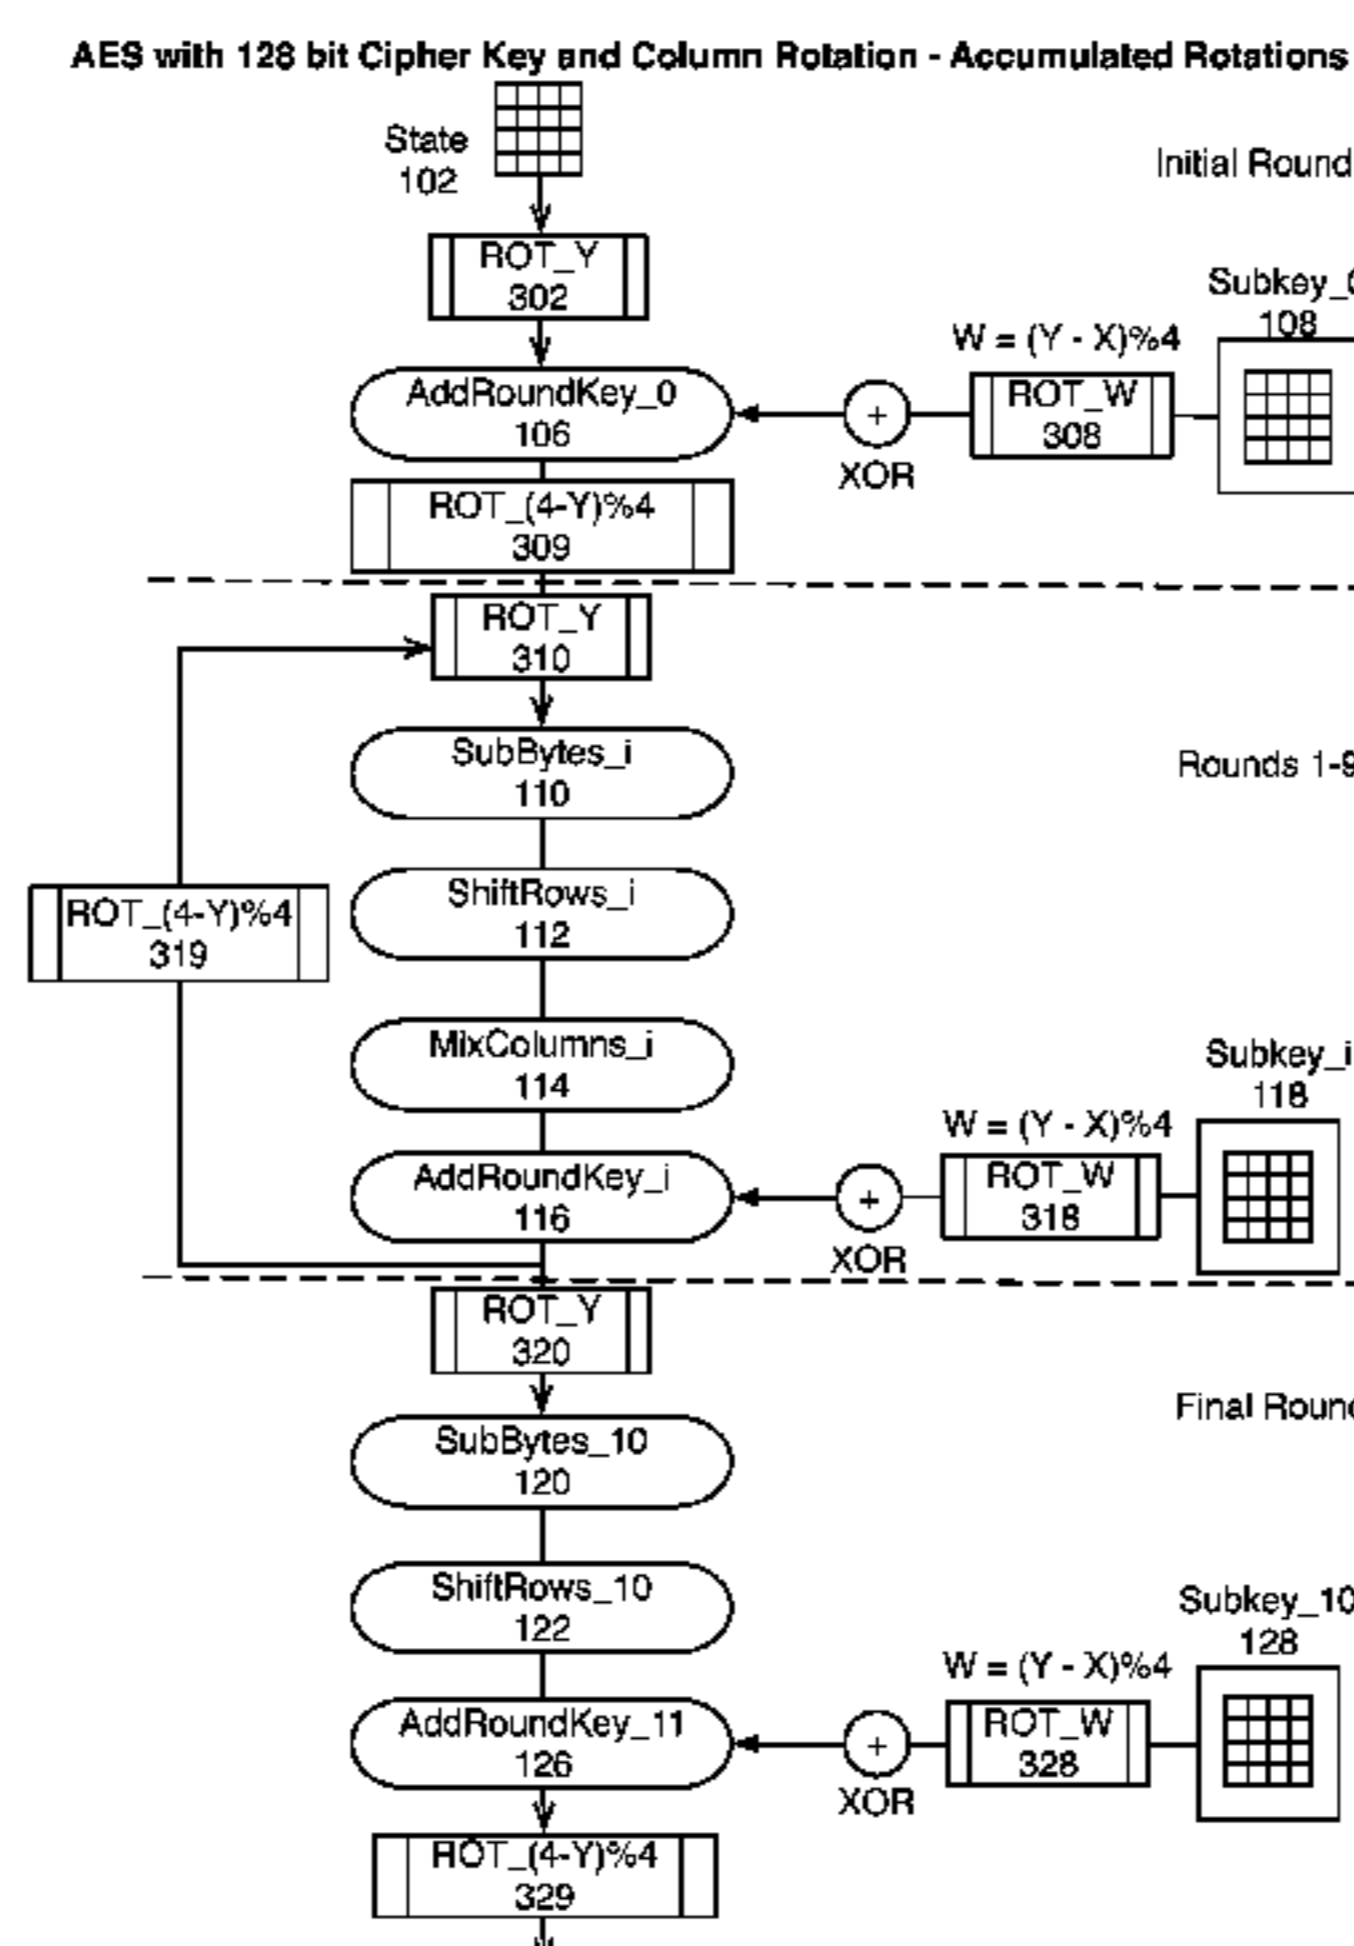 AES with 128 bit Cipher Key and Column Rotation - Accumulated Rotations
State
102
Initial Round
ROT_Y
302
Subkey_0
108
W = (Y - X)%4
AddRoundKey_0
106
+
XOR
ROT_W
308
ROT_(4-Y)%4
309
ROT_Y
310
SubBytes_i
110
Rounds 1-9
ShiftRows_i
112
ROT_(4-Y)%4
319
MixColumns_i
114
Subkey_i
118
W = (Y - X)%4
AddRoundKey_i
116
+
XOR
ROT_W
318
ROT_Y
320
Final Round
SubBytes_10
120
ShiftRows_10
122
Subkey_10
128
W = (Y - X)%4
AddRoundKey_11
126
+
XOR
ROT_W
328
ROT_(4-Y)%4
329